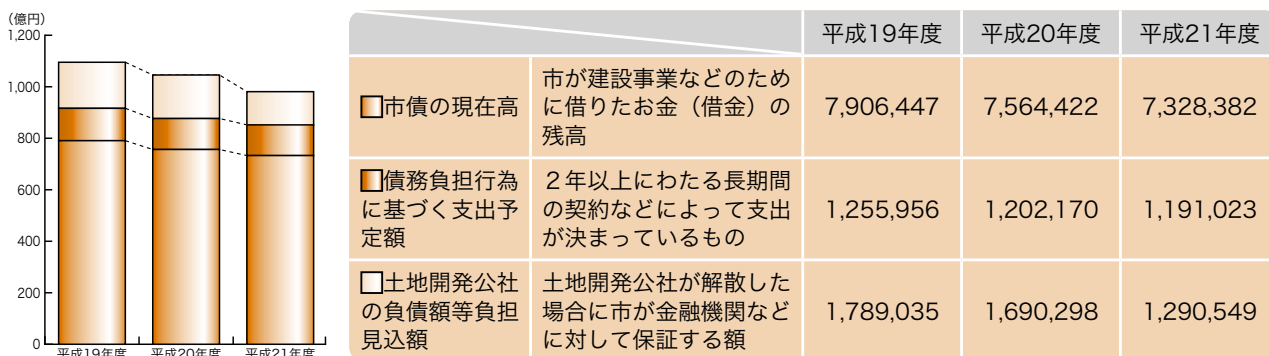 (億円)
1,200
1,000
800
600
400
200
0
平成19年度 平成20年度 平成21年度
平成19年度 平成20年度 平成21年度
市債の現在高
市が建設事業などのため
に借りたお金（借金）の
残高
7,906,447 7,564,422 7,328,382
債務負担行為
に基づく支出予
定額
２年以上にわたる長期間
の契約などによって支出
が決まっているもの
1,255,956 1,202,170 1,191,023
土地開発公社
の負債額等負担
見込額
土地開発公社が解散した
場合に市が金融機関など
に対して保証する額
1,789,035 1,690,298 1,290,549